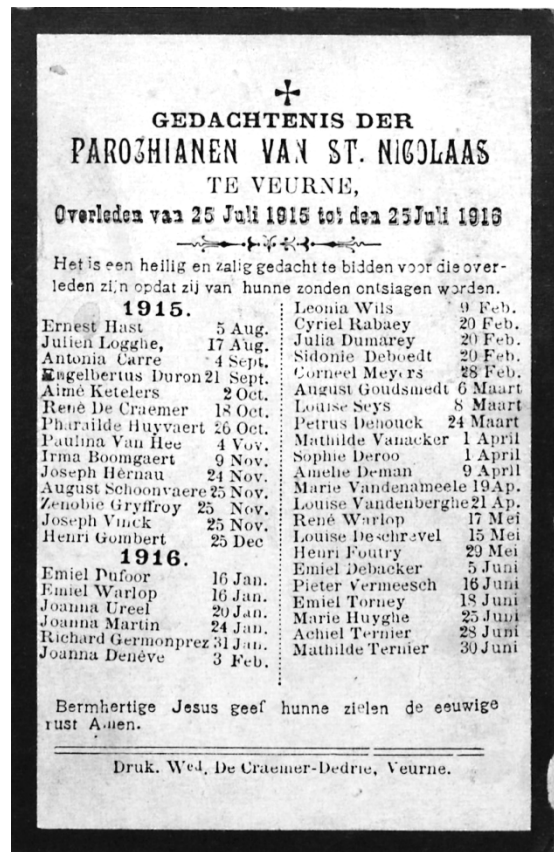 GEDACHTENIS DER
PAROCHIANEN VAN ST. NICOLAAS
TE VEURNE,
Overleden van 25 Juli 1915 tot den 25 Juli 1916
Het is een heilig en zalig gedacht te bidden voor die over-
leden zijn opdat zij van hunne zonden ontslagen worden.
1915.
Ernest Hast 5 Aug.
Julien Logghe, 17 Aug.
Antonia Carre 4 Sept.
Engelbertus Duron 21 Sept.
Aimé Ketelers 2 Oct.
René De Craemer 18 Oct.
Pharaïlde Huyvaert 26 Oct.
Paulina Van Hee 4 Vov.
Irma Boomgaert 9 Nov.
Joseph Hernau 24 Nov.
August Schoonvaere 25 Nov.
Zenobie Gryffroy 25 Nov.
Joseph Vinck 25 Nov.
Henri Gombert 25 Dec
1916.
Emiel Dufoor 16 Jan.
Emiel Warlop 16 Jan.
Joanna Ureel 20 Jan.
Joanna Martin 24 Jan.
Richard Germonprez 31 Jan.
Joanna Denève 3 Feb.
Leonia Wils 9 Feb.
Cyriel Rabaey 20 Feb.
Julia Dumarey 20 Feb.
Sidonie Deboedt 20 Feb.
Corneel Meyers 28 Feb.
August Goudsmedt 6 Maart
Louise Seys 8 Maart
Petrus Dehouck 24 Maart
Mathilde Vanacker 1 April
Sophie Deroo 1 April
Amelie Deman 9 April
Marie Vandenameele 19 Ap.
Louise Vandenberghe 21 Ap.
René Warlop 17 Mei
Louise Deschrevel 15 Mei
Henri Foutry 29 Mei
Emiel Debacker 5 Juni
Pieter Vermeesch 16 Juni
Emiel Torney 18 Juni
Marie Huyghe 25 Juni
Achiel Ternier 28 Juni
Mathilde Ternier 30 Juni
Bermhertige Jesus geef hunne zielen de eeuwige
rust Amen.
Druk. Wed. De Craemer-Dedrie, Veurne.